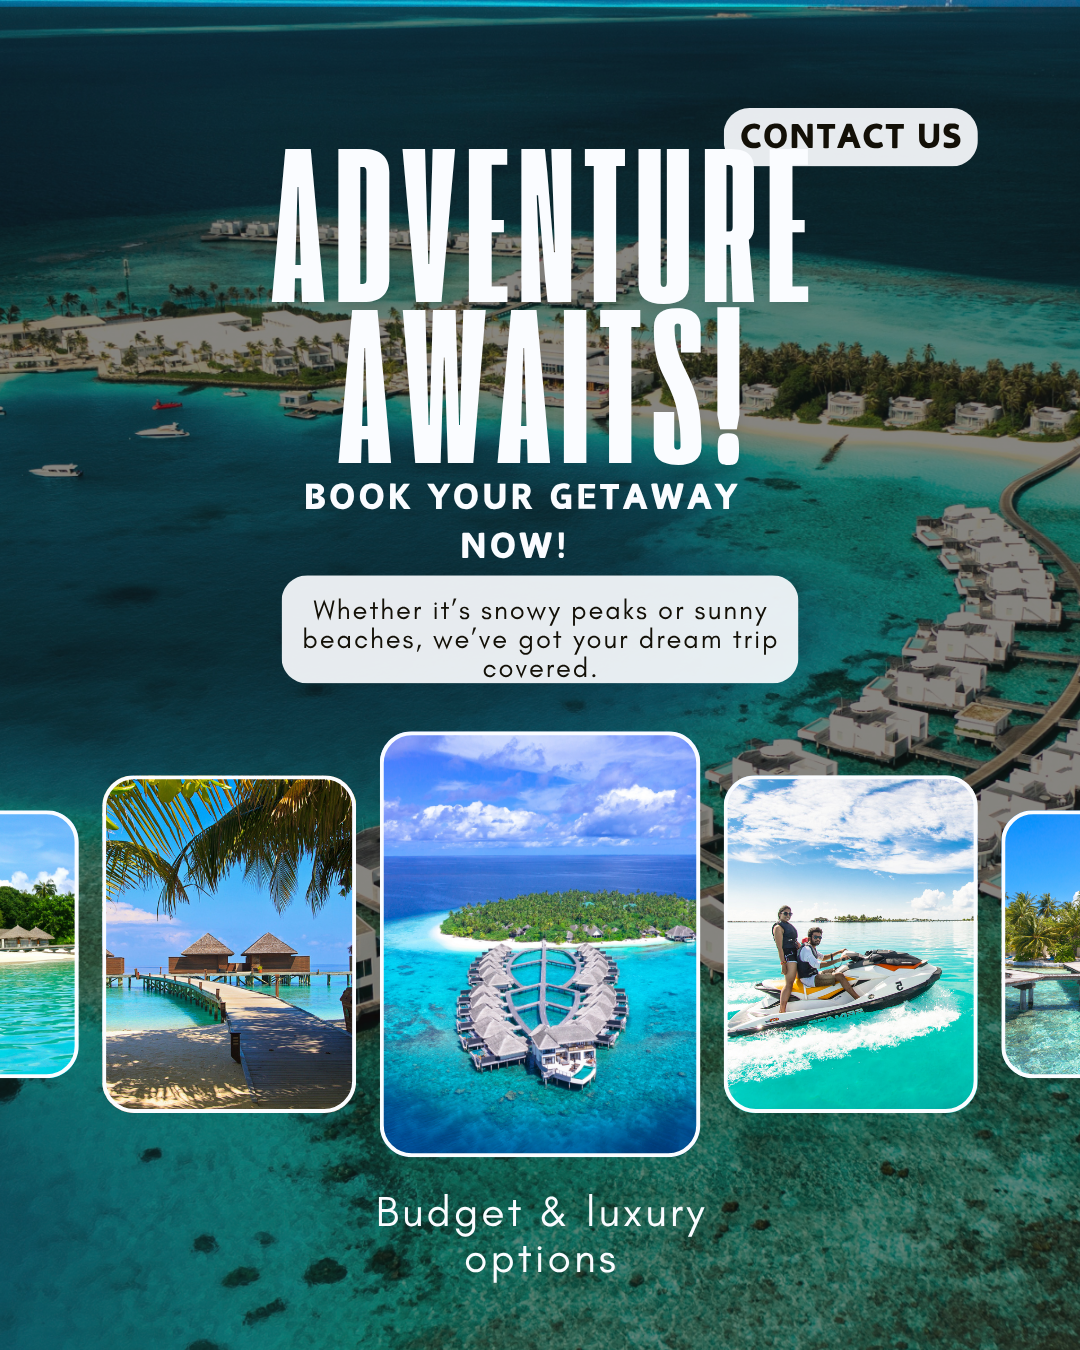 CONTACT US
ADVENTURE
AWAITS!
BOOK YOUR GETAWAY
NOW!
Whether it’s snowy peaks or sunny
beaches, we’ve got your dream trip
covered.
5
Budget & luxury
options